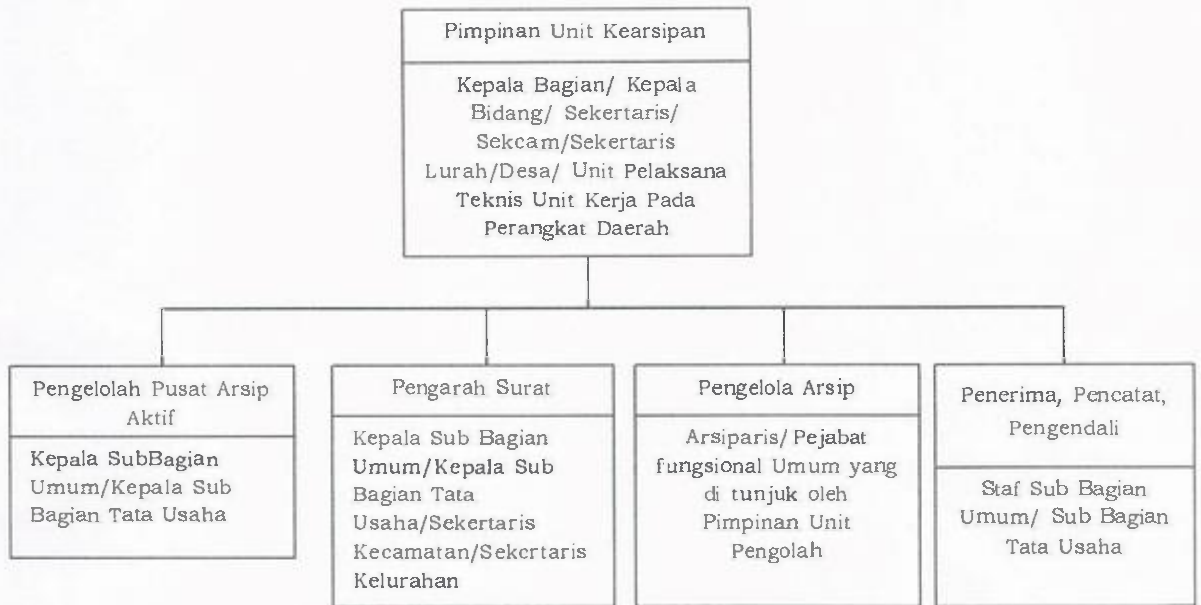 Pimpinan Unit Kearsipan
Kepala Bagian/ Kepala
Bidang/ Sekertaris/
Sekcam/Sekertaris
Lurah/Desa/ Unit Pelaksana
Teknis Unit Kerja Pada
Perangkat Daerah
Pengelolah Pusat Arsip
Aktif
Kepala SubBagian
Umum/Kepala Sub
Bagian Tata Usaha
Pengarah Surat
Kepala Sub Bagian
Umum/Kepala Sub
Bagian Tata
Usaha/Sekertaris
Kecamatan/Sekertaris
Kelurahan
Pengelola Arsip
Arsiparis/Pejabat
fungsional Umum yang
di tunjuk oleh
Pimpinan Unit
Pengolah
Penerima, Pencatat,
Pengendali
Staf Sub Bagian
Umum/ Sub Bagian
Tata Usaha